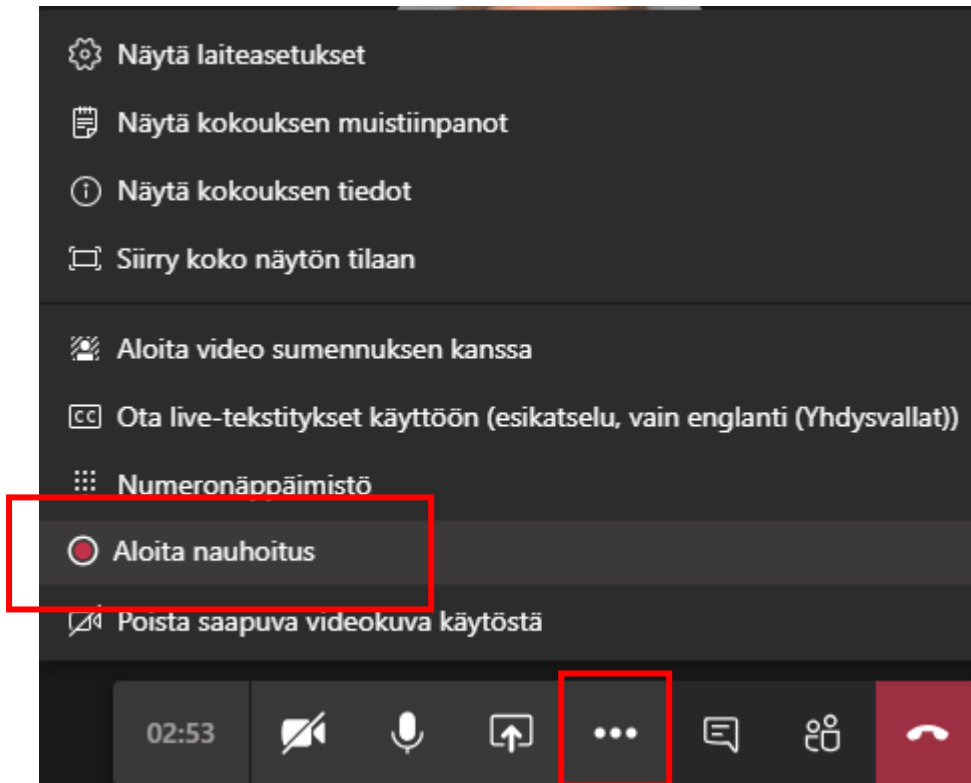 Näytä laiteasetukset
Näytä kokouksen muistiinpanot
Näytä kokouksen tiedot
Siirry koko näytön tilaan
Aloita video sumennuksen kanssa
CC Ota live-tekstitykset käyttöön (esikatselu, vain englanti (Yhdysvallat))
Numeronäppäimistö
Aloita nauhoitus
Poista saapuva videokuva käytöstä
02:53